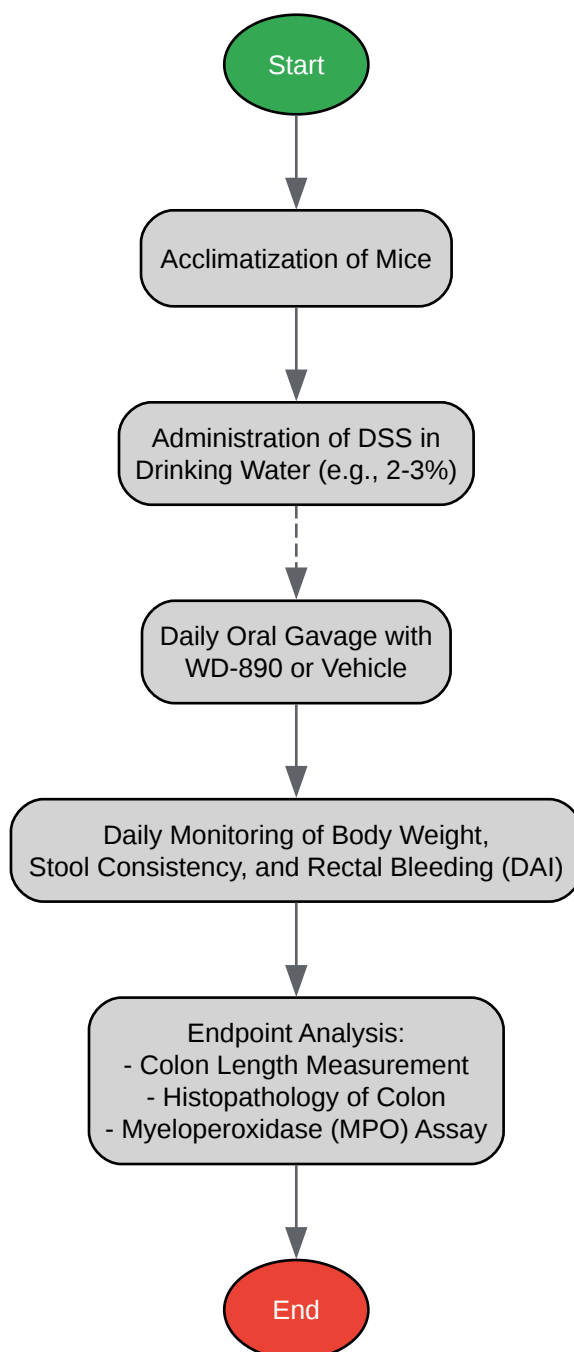 Start
Acclimatization of Mice
Administration of DSS in
Drinking Water (e.g., 2-3%)
Daily Oral Gavage with
WD-890 or Vehicle
Daily Monitoring of Body Weight,
Stool Consistency, and Rectal Bleeding (DAI)
Endpoint Analysis:
- Colon Length Measurement
- Histopathology of Colon
- Myeloperoxidase (MPO) Assay
End